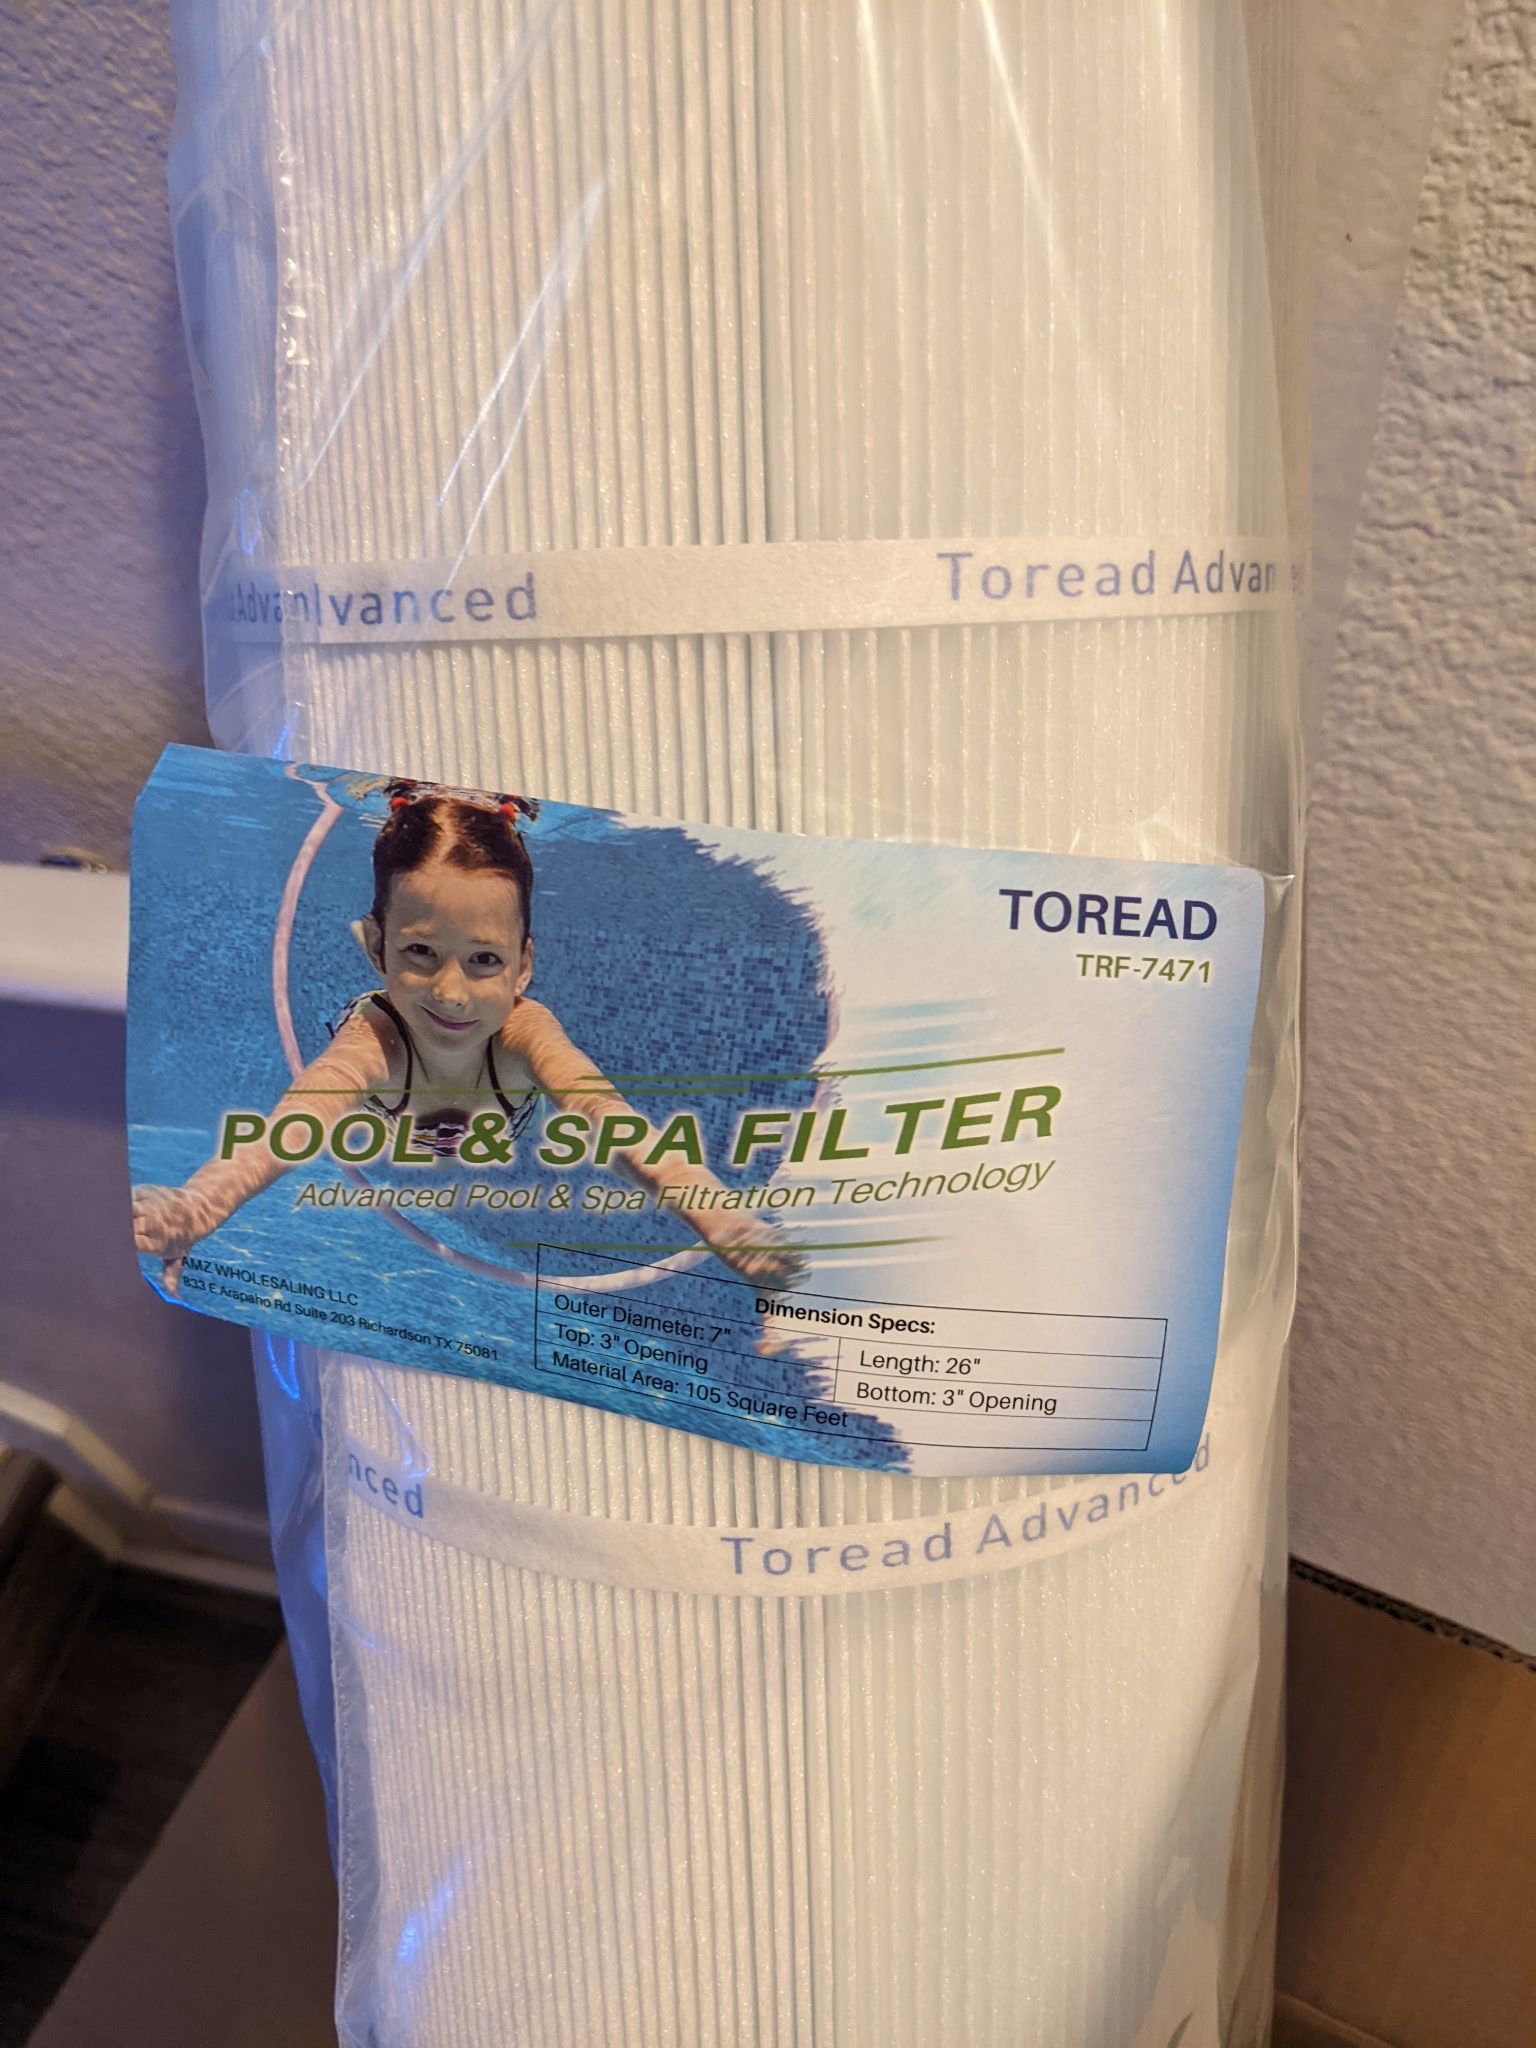 vanced
Toread Advan
TOREAD
TRF-7471
POOL & SPA FILTER
Advanced Pool & Spa Filtration Technology
AMZ WHOLESALING LLC
833 E Arapaho Rd Suite 203 Richardson TX 75081
Dimension Specs:
Outer Diameter: 7"
Length: 26"
Top: 3" Opening
Bottom: 3" Opening
Material Area: 105 Square Feet
nced
Toread Advanced